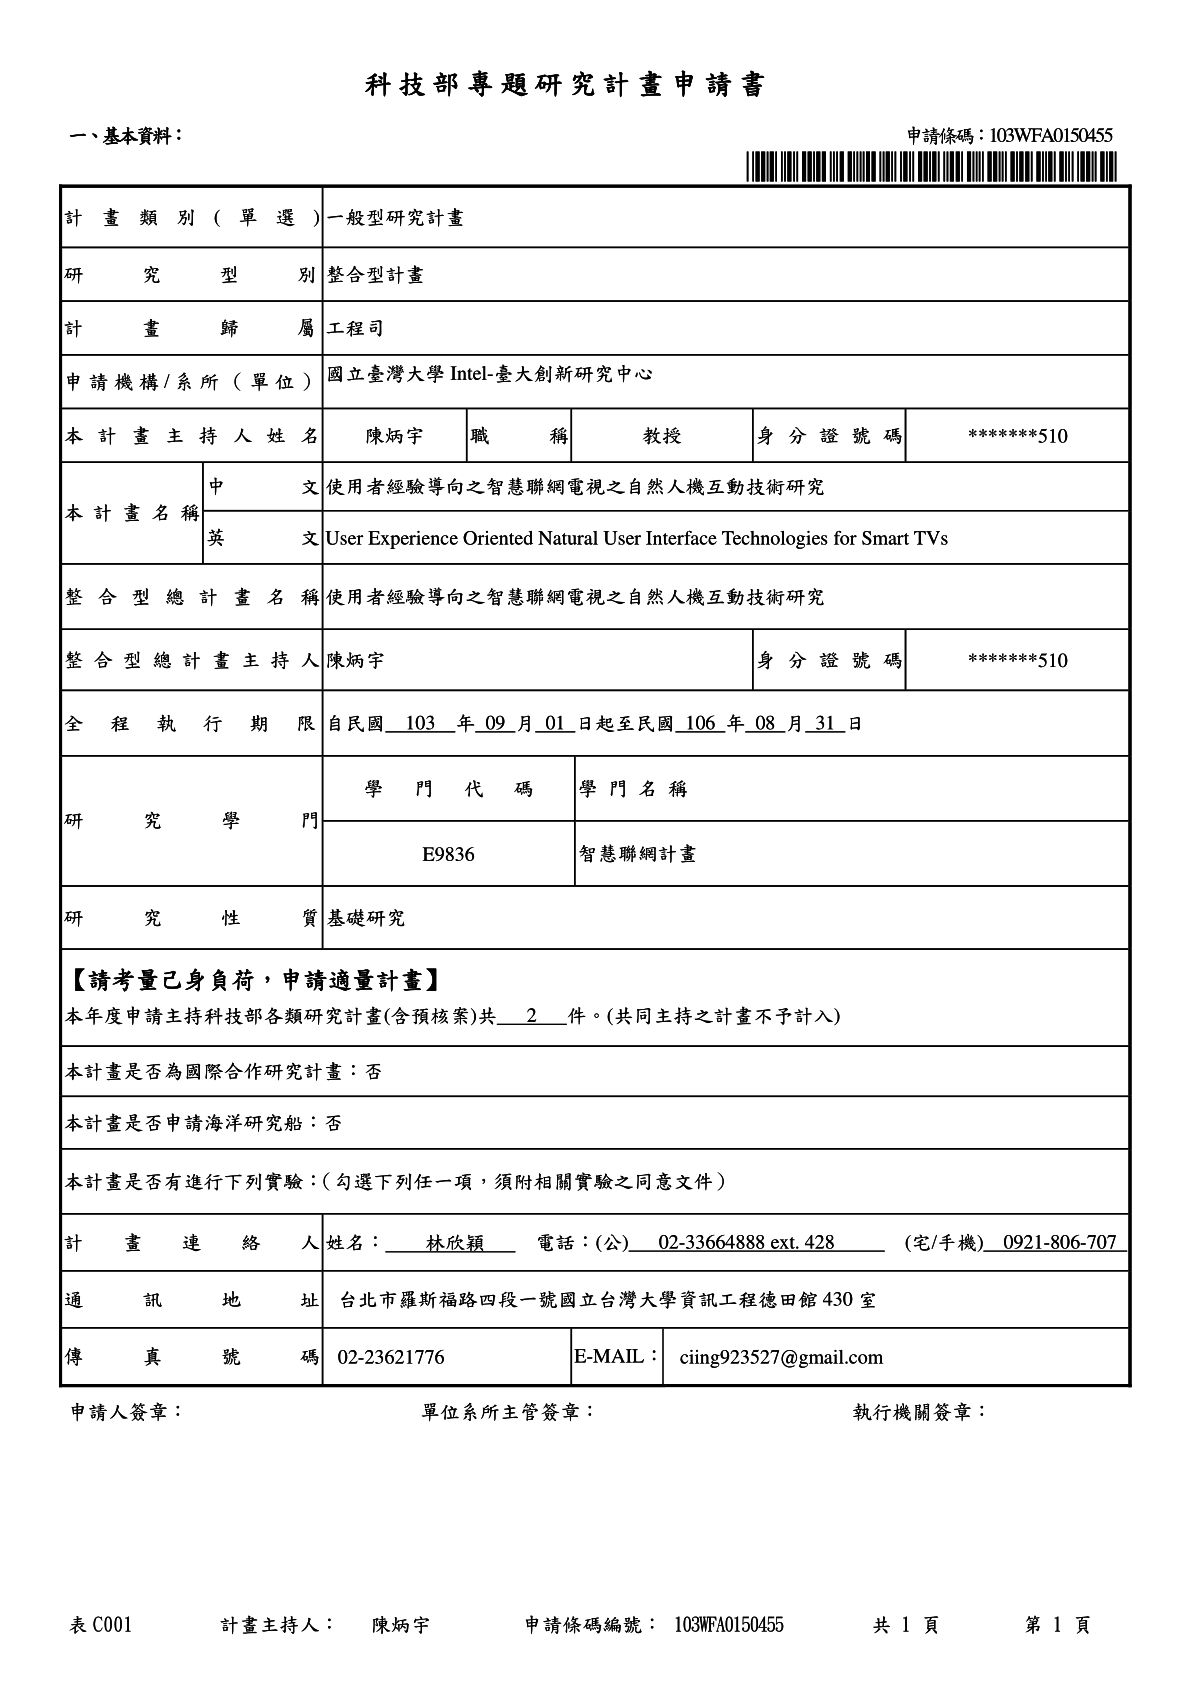 科技部專題研究計畫申請書
一、基本資料：
申請條碼：103WFA0150455
計畫類別(單選) 一般型研究計畫
研究型別 整合型計畫
計畫歸屬 工程司
申請機構/系所（單位） 國立臺灣大學 Intel-臺大創新研究中心
本計畫主持人姓名 陳炳宇 職稱 教授 身分證號碼 *******510
本計畫名稱
中文 使用者經驗導向之智慧聯網電視之自然人機互動技術研究
英文 User Experience Oriented Natural User Interface Technologies for Smart TVs
整合型總計畫名稱 使用者經驗導向之智慧聯網電視之自然人機互動技術研究
整合型總計畫主持人 陳炳宇 身分證號碼 *******510
全程執行期限 自民國 103 年 09 月 01 日起至民國 106 年 08 月 31 日
研究學門
學門代碼 學門名稱
E9836 智慧聯網計畫
研究性質 基礎研究
【請考量己身負荷，申請適量計畫】
本年度申請主持科技部各類研究計畫(含預核案)共 2 件。(共同主持之計畫不予計入)
本計畫是否為國際合作研究計畫：否
本計畫是否申請海洋研究船：否
本計畫是否有進行下列實驗：（勾選下列任一項，須附相關實驗之同意文件）
計畫連絡人 姓名： 林欣穎 電話：(公) 02-33664888 ext. 428 (宅/手機) 0921-806-707
通訊地址 台北市羅斯福路四段一號國立台灣大學資訊工程德田館 430 室
傳真號碼 02-23621776 E-MAIL： ciing923527@gmail.com
申請人簽章： 單位系所主管簽章： 執行機關簽章：
表 C001 計畫主持人： 陳炳宇 申請條碼編號： 103WFA0150455 共 1 頁 第 1 頁